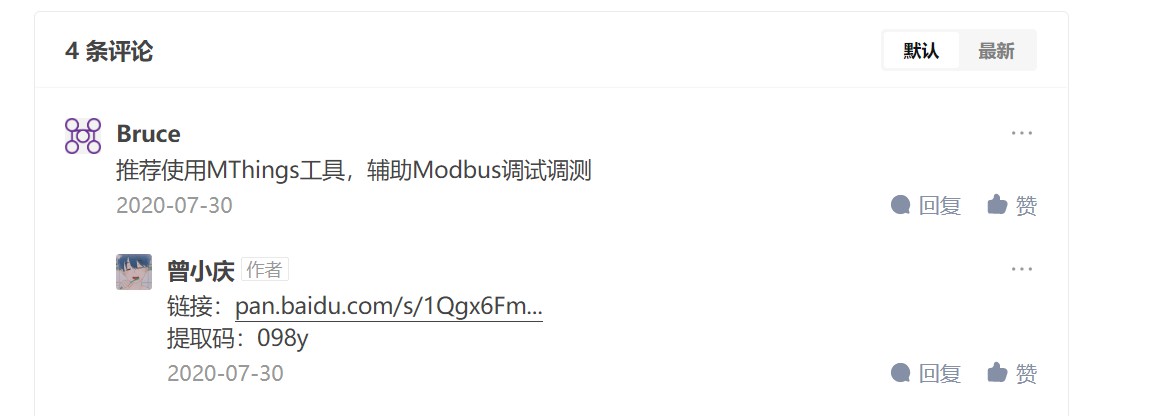 4 条评论
默认 最新
Bruce
推荐使用MThings工具，辅助Modbus调试调测
2020-07-30
回复 赞
曾小庆 作者
链接：pan.baidu.com/s/1Qgx6Fm...
提取码：098y
2020-07-30
回复 赞